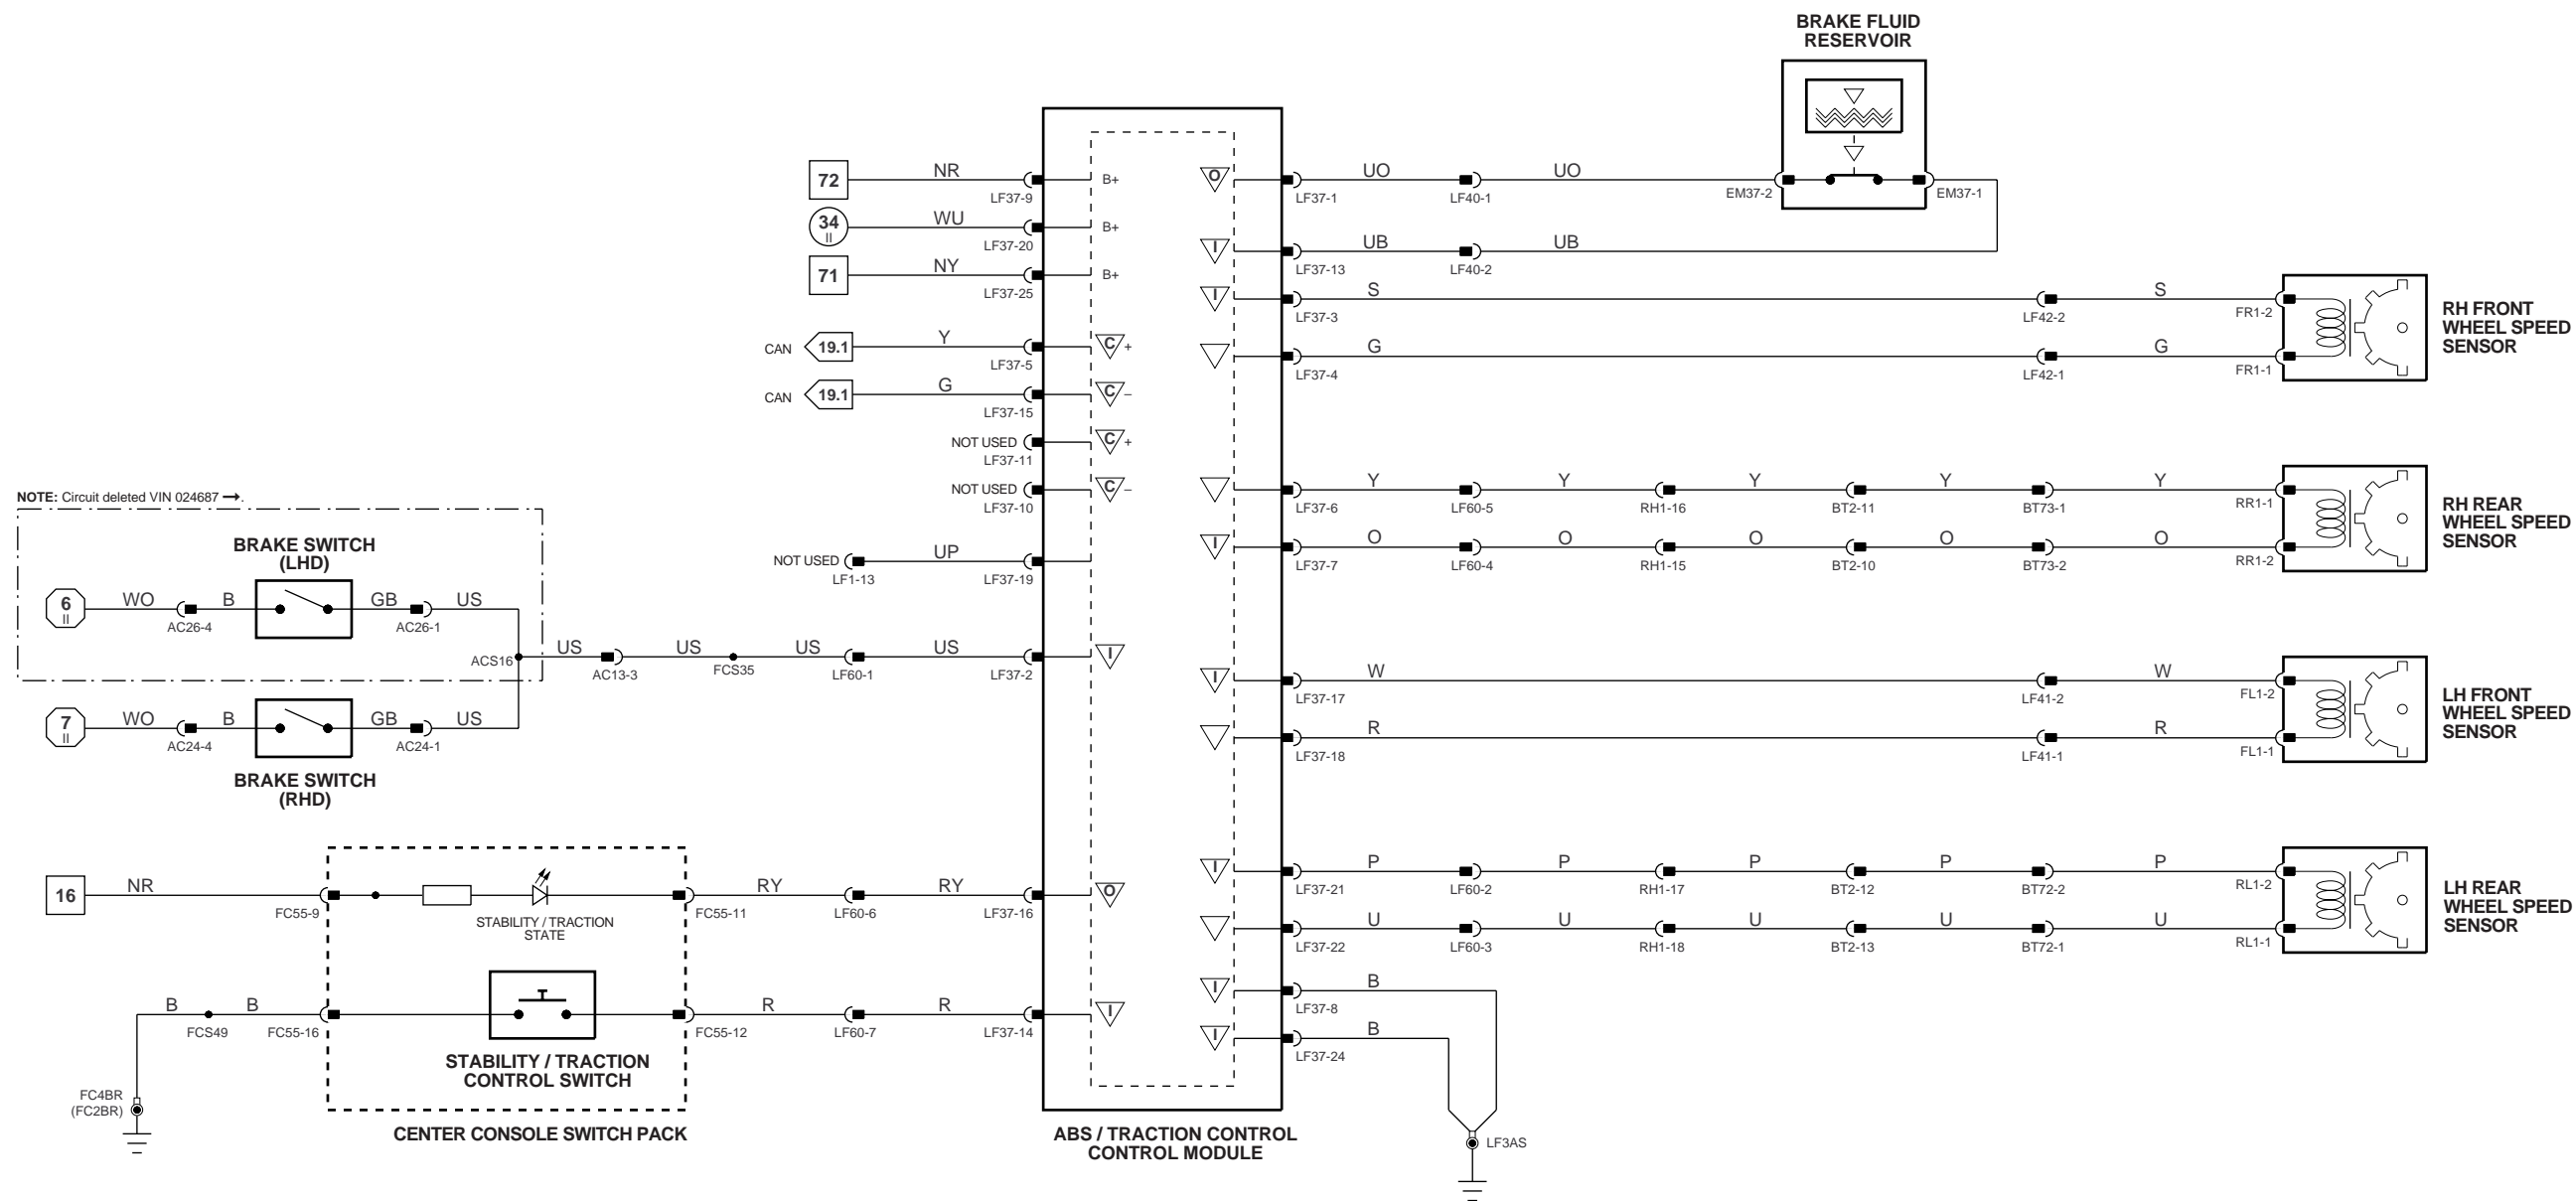 BRAKE FLUID
RESERVOIR
72
NR
LF37-9
B+
O
LF37-1
UO
LF40-1
UO
EM37-2
EM37-1
34
II
WU
LF37-20
B+
I
LF37-13
UB
LF40-2
UB
71
NY
LF37-25
B+
I
LF37-3
S
LF42-2
S
FR1-2
LF37-4
G
LF42-1
G
FR1-1
RH FRONT
WHEEL SPEED
SENSOR
CAN
19.1
Y
LF37-5
C
+
CAN
19.1
G
LF37-15
C
–
NOT USED
LF37-11
C
+
NOT USED
LF37-10
C
–
LF37-6
Y
LF60-5
Y
RH1-16
Y
BT2-11
Y
BT73-1
Y
RR1-1
I
LF37-7
O
LF60-4
O
RH1-15
O
BT2-10
O
BT73-2
O
RR1-2
RH REAR
WHEEL SPEED
SENSOR
NOTE: Circuit deleted VIN 024687 →.
BRAKE SWITCH
(LHD)
6
II
WO
AC26-4
B
GB
AC26-1
US
NOT USED
LF1-13
UP
LF37-19
ACS16
US
AC13-3
US
FCS35
US
LF60-1
US
LF37-2
I
7
II
WO
AC24-4
B
GB
AC24-1
US
BRAKE SWITCH
(RHD)
I
LF37-17
W
LF41-2
W
FL1-2
LF37-18
R
LF41-1
R
FL1-1
LH FRONT
WHEEL SPEED
SENSOR
16
NR
FC55-9
STABILITY / TRACTION
STATE
FC55-11
RY
LF60-6
RY
LF37-16
O
I
LF37-21
P
LF60-2
P
RH1-17
P
BT2-12
P
BT72-2
P
RL1-2
LF37-22
U
LF60-3
U
RH1-18
U
BT2-13
U
BT72-1
U
RL1-1
LH REAR
WHEEL SPEED
SENSOR
B
FCS49
B
FC55-16
FC55-12
R
LF60-7
R
LF37-14
I
STABILITY / TRACTION
CONTROL SWITCH
I
LF37-8
B
I
LF37-24
B
FC4BR
(FC2BR)
CENTER CONSOLE SWITCH PACK
ABS / TRACTION CONTROL
CONTROL MODULE
LF3AS